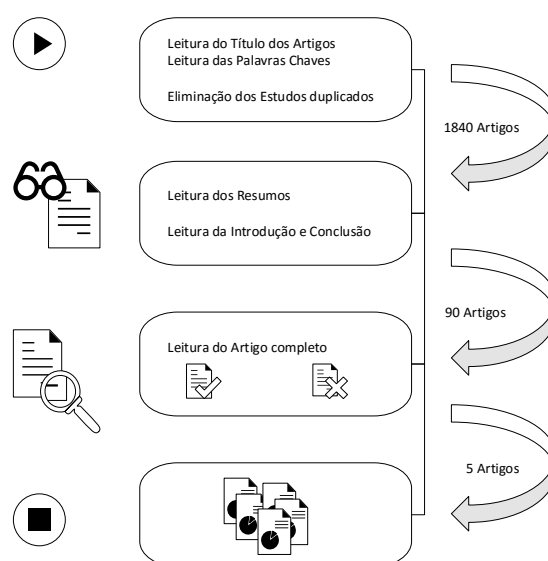 Leitura do Título dos Artigos
Leitura das Palavras Chaves
Eliminação dos Estudos duplicados
1840 Artigos
Leitura dos Resumos
Leitura da Introdução e Conclusão
90 Artigos
Leitura do Artigo completo
5 Artigos